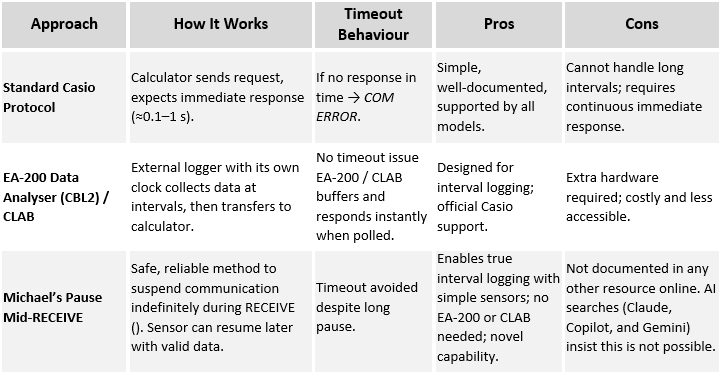 Approach
How It Works
Timeout
Behaviour
Pros
Cons
Standard Casio
Protocol
Calculator sends request,
expects immediate response
(≈0.1–1 s).
If no response in
time → COM
ERROR.
Simple,
well-documented,
supported by all
models.
Cannot handle long
intervals; requires
continuous immediate
response.
EA-200 Data
Analyser (CBL2) /
CLAB
External logger with its own
clock collects data at
intervals, then transfers to
calculator.
No timeout issue
EA-200 / CLAB
buffers and
responds instantly
when polled.
Designed for
interval logging;
official Casio
support.
Extra hardware
required; costly and less
accessible.
Michael’s Pause
Mid-RECEIVE
Safe, reliable method to
suspend communication
indefinitely during RECEIVE
(). Sensor can resume later
with valid data.
Timeout avoided
despite long
pause.
Enables true
interval logging with
simple sensors; no
EA-200 or CLAB
needed; novel
capability.
Not documented in any
other resource online. AI
searches (Claude,
Copilot, and Gemini)
insist this is not possible.